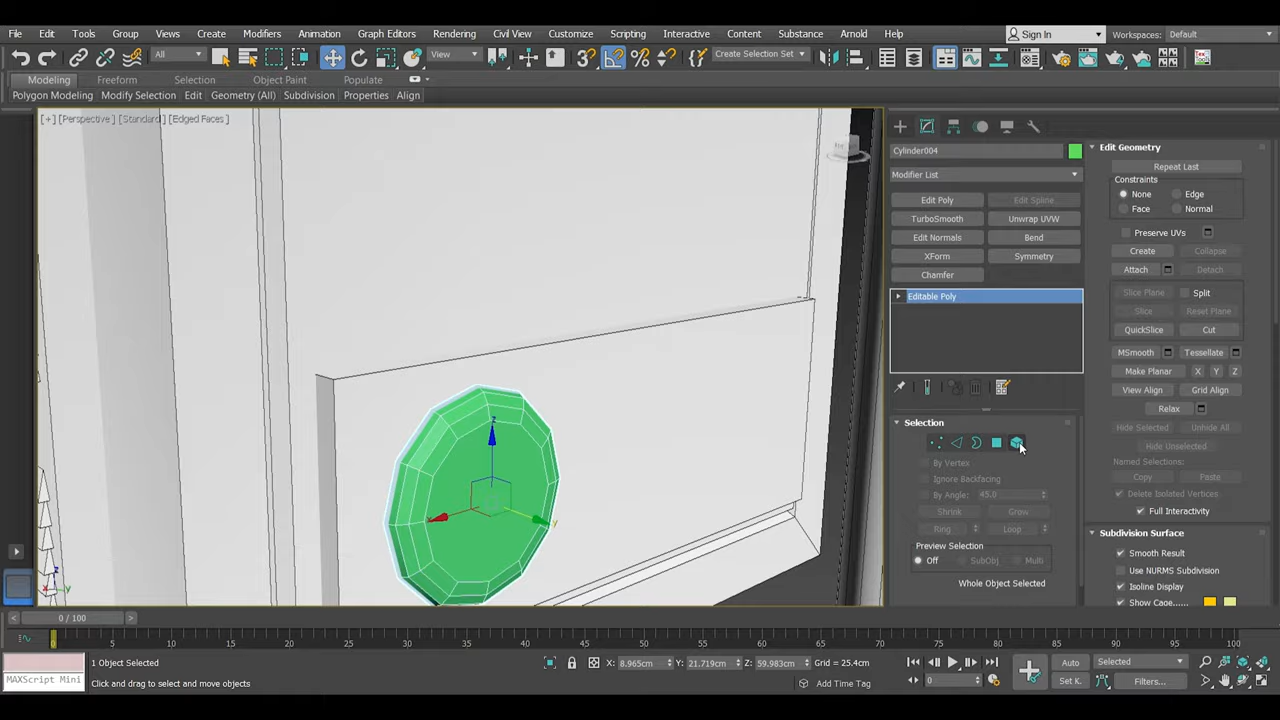 File Edit Tools Group Views Create Modifiers Animation Graph Editors Rendering Civil View Customize Scripting Interactive Content Substance Arnold Help Sign In Workspaces: Default
All View Create Selection Set
Modeling Freeform Selection Object Paint Populate
Polygon Modeling Modify Selection Edit Geometry (All) Subdivision Properties Align
[+] [Perspective] [Standard] [Edged Faces]
Cylinder004
Modifier List
Edit Poly Edit Spline
TurboSmooth Unwrap UVW
Edit Normals Bend
XForm Symmetry
Chamfer
Editable Poly
Selection
By Vertex
Ignore Backfacing
By Angle: 45.0
Shrink Grow
Ring Loop
Preview Selection
Off SubObj Multi
Whole Object Selected
Edit Geometry
Repeat Last
Constraints
None Edge
Face Normal
Preserve UVs
Create Collapse
Attach Detach
Slice Plane Split
Slice Reset Plane
QuickSlice Cut
MSmooth Tessellate
Make Planar X Y Z
View Align Grid Align
Relax
Hide Selected Unhide All
Hide Unselected
Named Selections:
Copy Paste
Delete Isolated Vertices
Full Interactivity
Subdivision Surface
Smooth Result
Use NURMS Subdivision
Isoline Display
Show Cage......
z
x
y
z
x
y
0 / 100
0 5 10 15 20 25 30 35 40 45 50 55 60 65 70 75 80 85 90 95 100
MAXScript Mini
1 Object Selected
Click and drag to select and move objects
X: 8.965cm Y: 21.719cm Z: 59.983cm Grid = 25.4cm
Add Time Tag
0
Auto Selected
Set K. Filters...